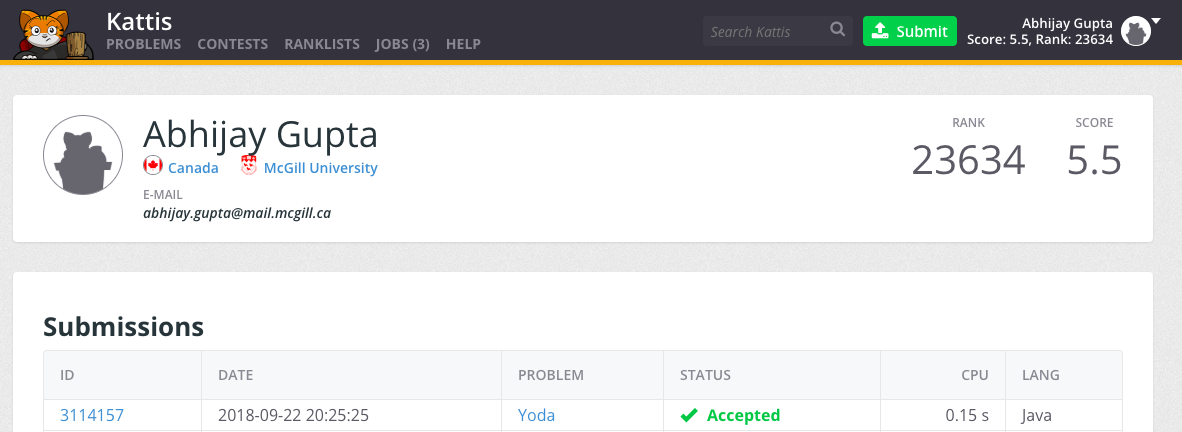 Kattis
PROBLEMS CONTESTS RANKLISTS JOBS (3) HELP
Search Kattis
Submit
Abhijay Gupta
Score: 5.5, Rank: 23634
Abhijay Gupta
Canada McGill University
E-MAIL
abhijay.gupta@mail.mcgill.ca
RANK SCORE
23634 5.5
Submissions
ID DATE PROBLEM STATUS CPU LANG
3114157 2018-09-22 20:25:25 Yoda Accepted 0.15 s Java